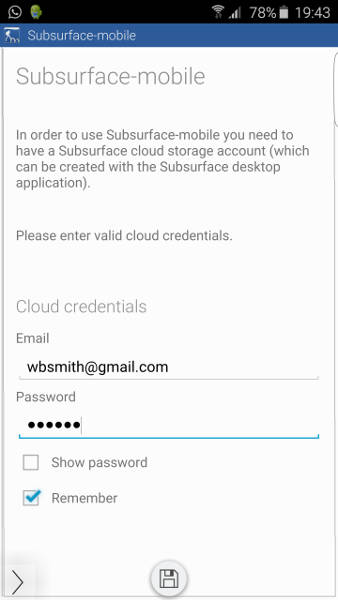 78% 19:43
Subsurface-mobile
Subsurface-mobile
In order to use Subsurface-mobile you need to
have a Subsurface cloud storage account (which
can be created with the Subsurface desktop
application).
Please enter valid cloud credentials.
Cloud credentials
Email
wbsmith@gmail.com
Password
●●●●●●
Show password
Remember